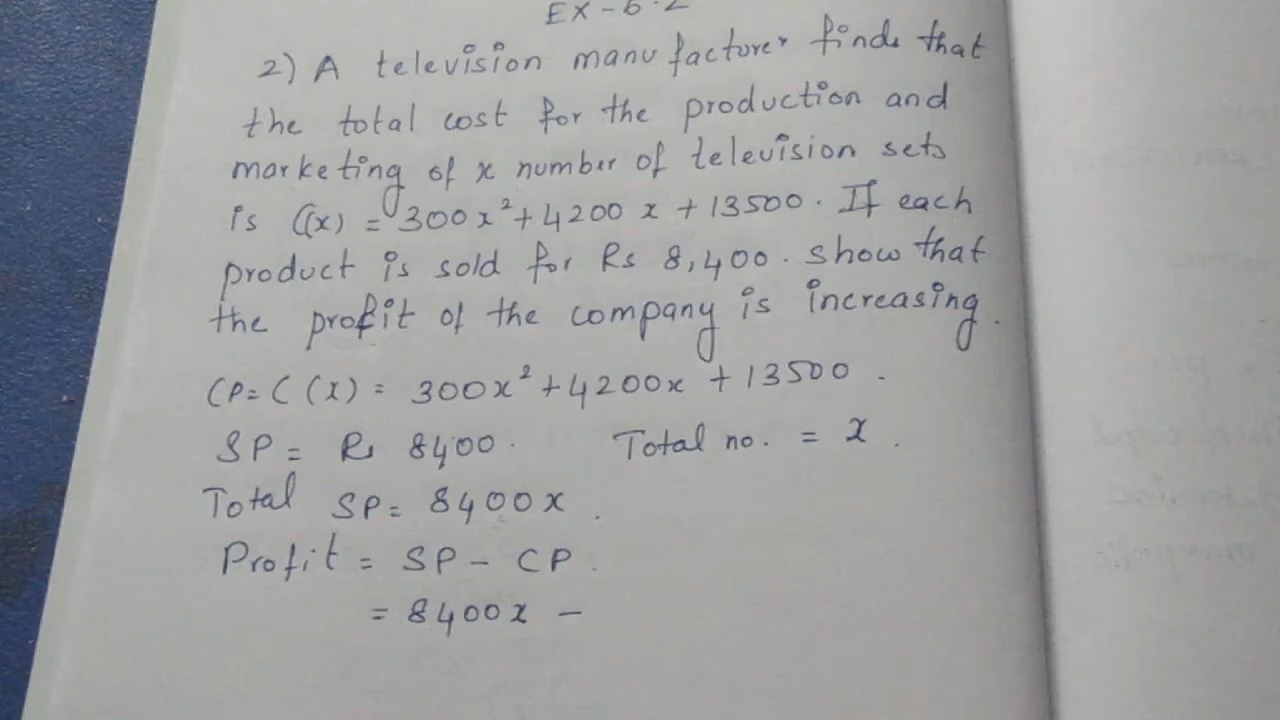 EX-6.2
2) A television manufacturer finds that
the total cost for the production and
marketing of x number of television sets
is C(x) = 300x²+4200x+13500. If each
product is sold for Rs 8,400. show that
the profit of the company is increasing.
CP=C(x)= 300x²+4200x+13500.
SP= Rs 8400. Total no. = x.
Total SP= 8400x.
Profit = SP - CP.
= 8400x -